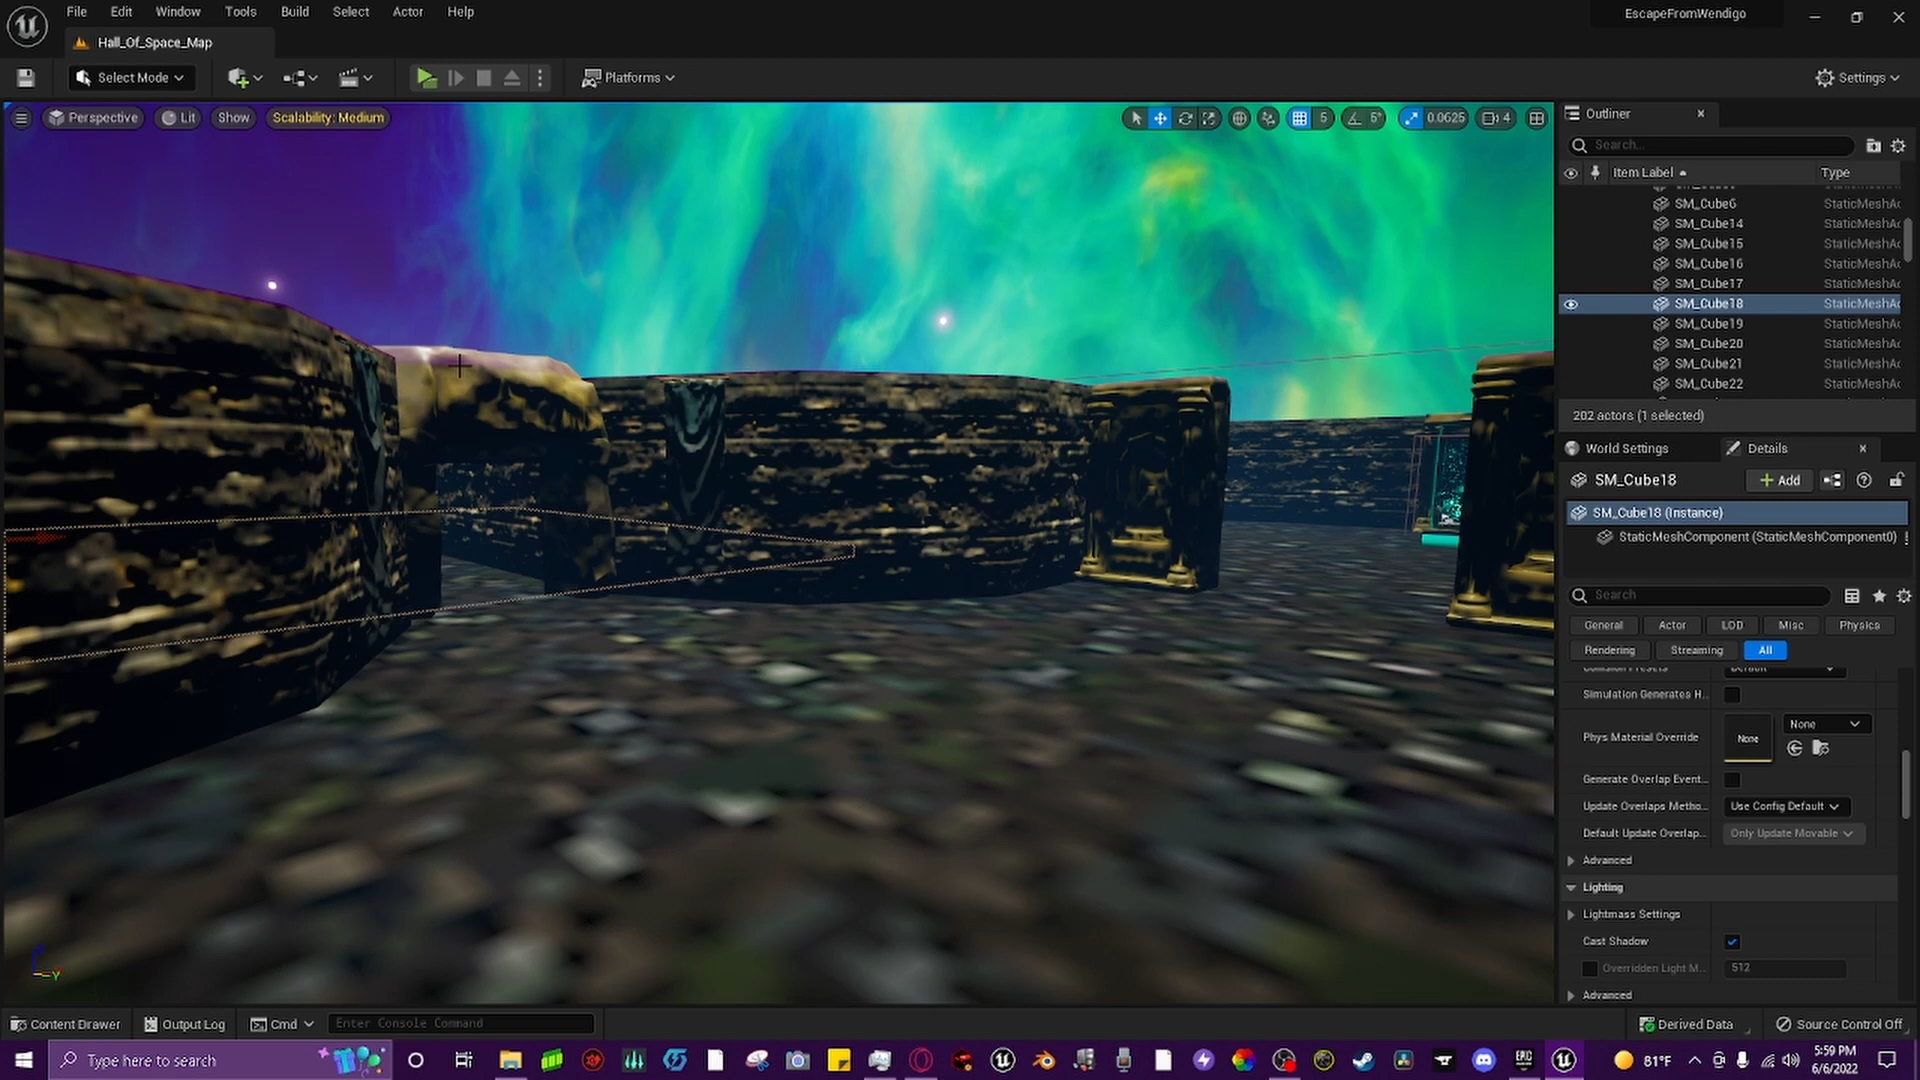 File Edit Window Tools Build Select Actor Help
EscapeFromWendigo
Hall_Of_Space_Map
Select Mode
Platforms
Settings
Perspective Lit Show Scalability: Medium
5 5° 0.0625 4
Outliner
Search...
Item Label Type
SM_Cube6 StaticMeshAc
SM_Cube14 StaticMeshAc
SM_Cube15 StaticMeshAc
SM_Cube16 StaticMeshAc
SM_Cube17 StaticMeshAc
SM_Cube18 StaticMeshAc
SM_Cube19 StaticMeshAc
SM_Cube20 StaticMeshAc
SM_Cube21 StaticMeshAc
SM_Cube22 StaticMeshAc
202 actors (1 selected)
World Settings Details
SM_Cube18 Add
SM_Cube18 (Instance)
StaticMeshComponent (StaticMeshComponent0)
Search
General Actor LOD Misc Physics
Rendering Streaming All
Collision Presets Default
Simulation Generates H..
Phys Material Override None None
Generate Overlap Event..
Update Overlaps Metho.. Use Config Default
Default Update Overlap.. Only Update Movable
Advanced
Lighting
Lightmass Settings
Cast Shadow
Overridden Light M.. 512
Advanced
Y
Content Drawer Output Log Cmd Enter Console Command Derived Data Source Control Off
Type here to search
EPIC
81°F
5:59 PM
6/6/2022